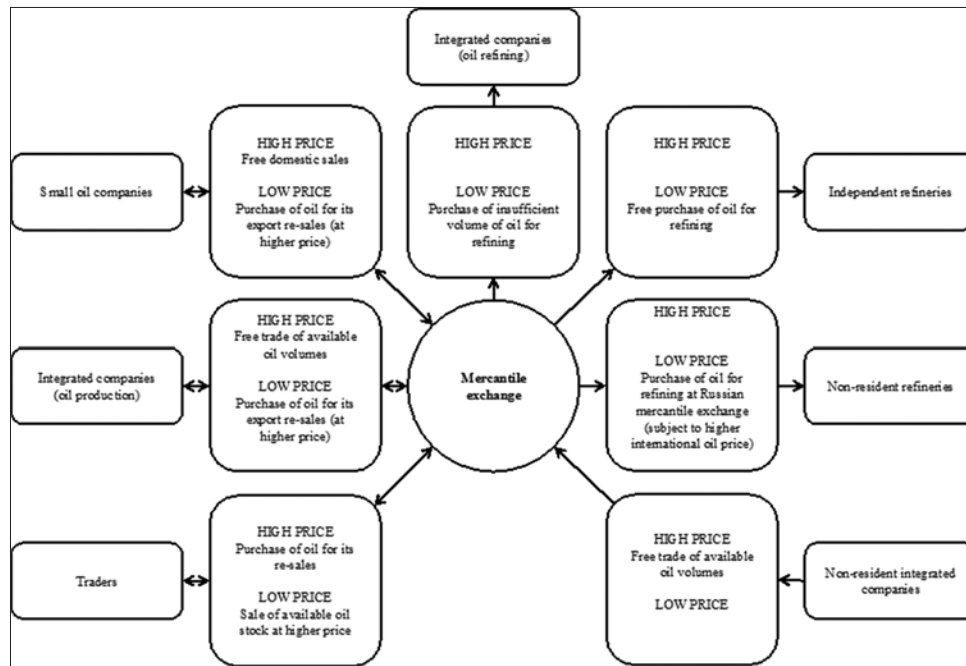 Integrated companies
(oil refining)
Small oil companies
HIGH PRICE
Free domestic sales
LOW PRICE
Purchase of oil for its
export re-sales (at
higher price)
HIGH PRICE
LOW PRICE
Purchase of insufficient
volume of oil for
refining
HIGH PRICE
LOW PRICE
Free purchase of oil for
refining
Independent refineries
Integrated companies
(oil production)
HIGH PRICE
Free trade of available
oil volumes
LOW PRICE
Purchase of oil for its
export re-sales (at
higher price)
Mercantile
exchange
HIGH PRICE
LOW PRICE
Purchase of oil for
refining at Russian
mercantile exchange
(subject to higher
international oil price)
Non-resident refineries
Traders
HIGH PRICE
Purchase of oil for its
re-sales
LOW PRICE
Sale of available oil
stock at higher price
HIGH PRICE
Free trade of available
oil volumes
LOW PRICE
Non-resident integrated
companies